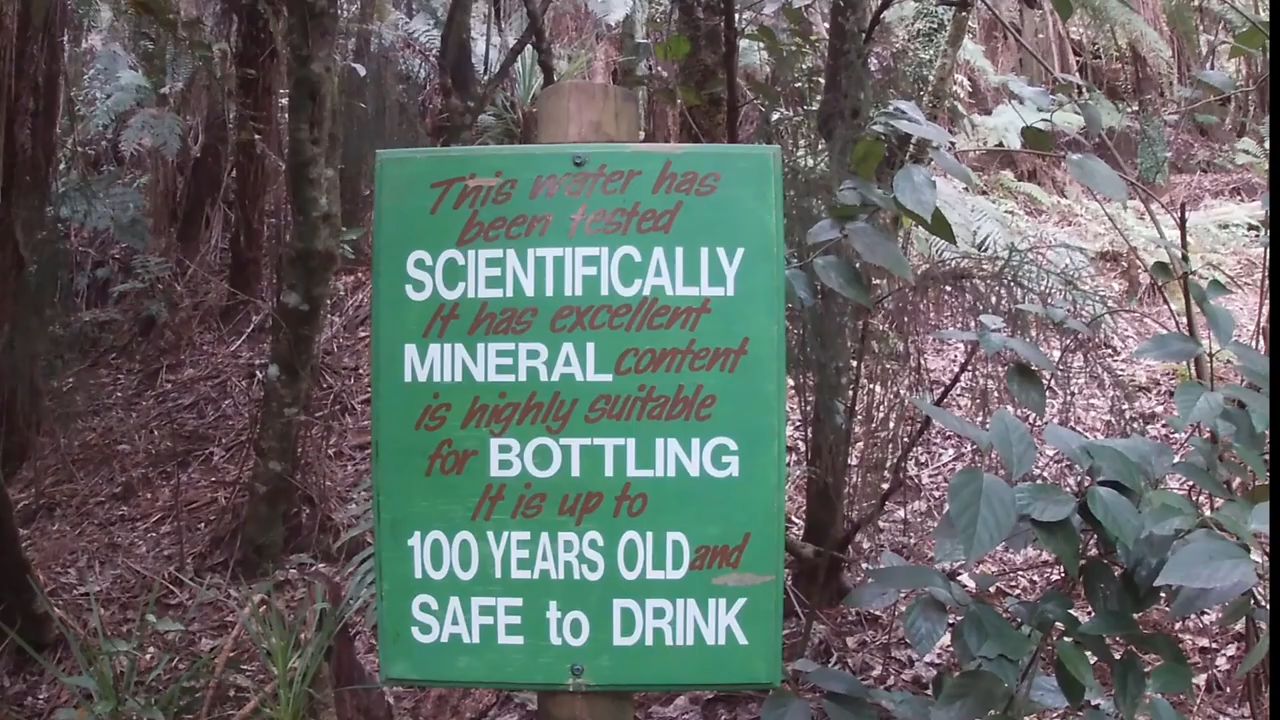 This water has
been tested
SCIENTIFICALLY
It has excellent
MINERAL content
is highly suitable
for BOTTLING
It is up to
100 YEARS OLD and
SAFE to DRINK